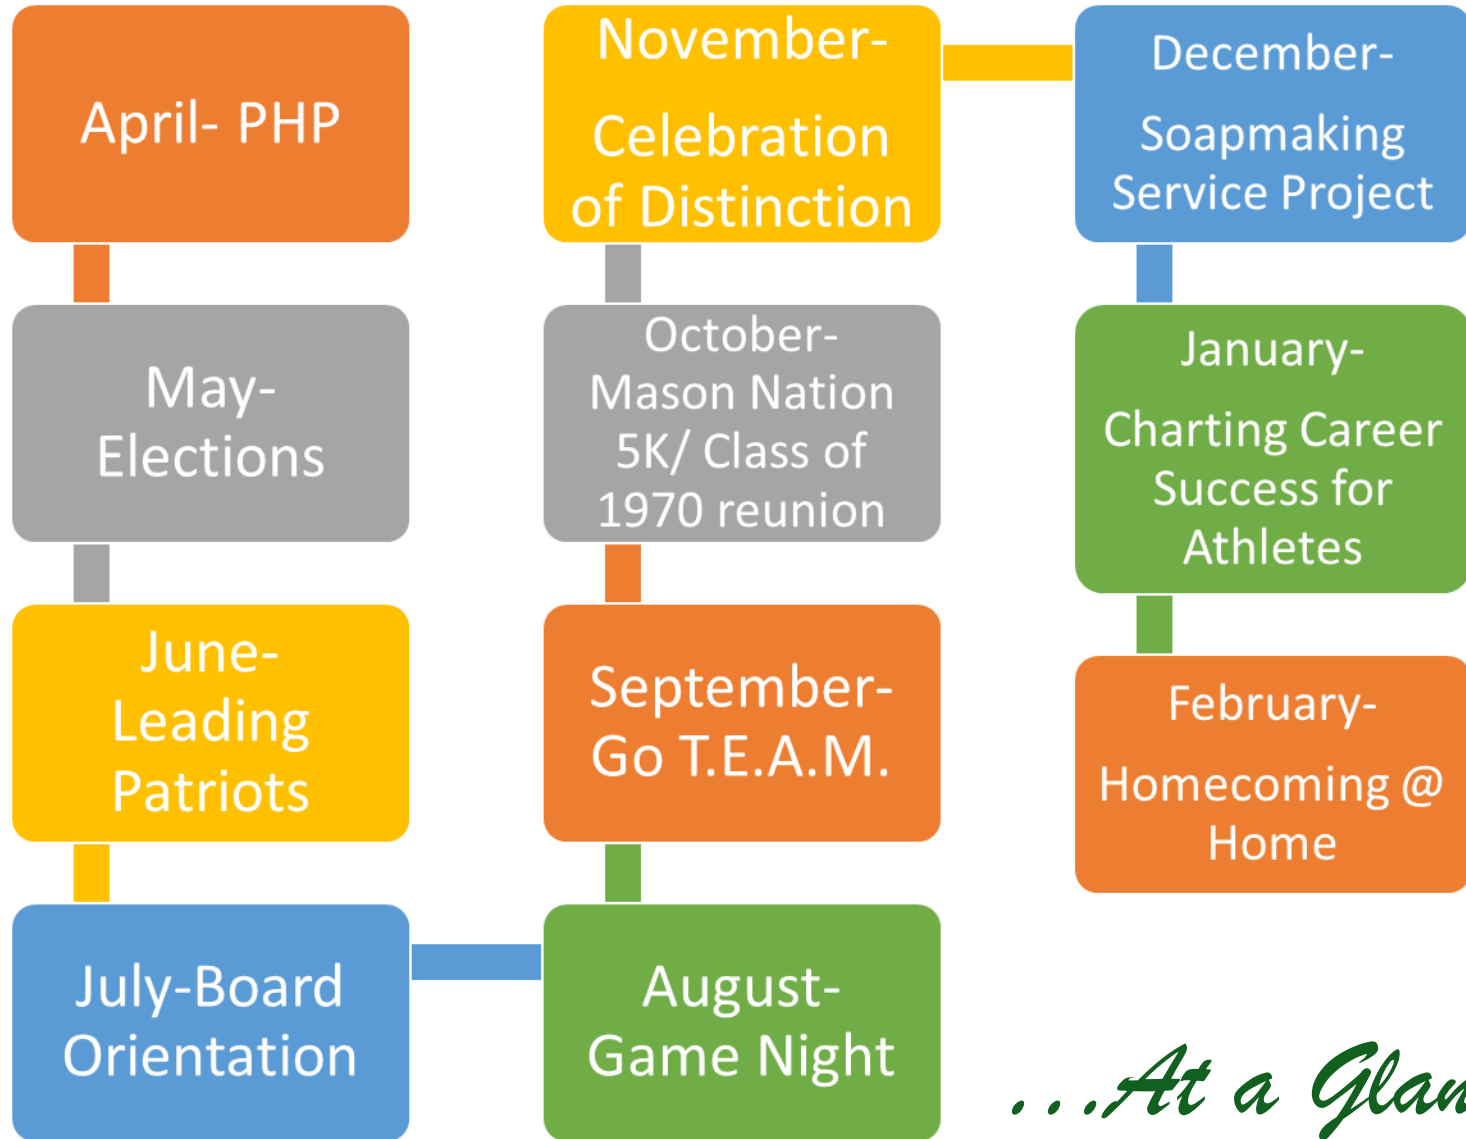 April- PHP
May-
Elections
June-
Leading
Patriots
July-Board
Orientation
August-
Game Night
September-
Go T.E.A.M.
October-
Mason Nation
5K/ Class of
1970 reunion
November-
Celebration
of Distinction
December-
Soapmaking
Service Project
January-
Charting Career
Success for
Athletes
February-
Homecoming @
Home
...At a Glan